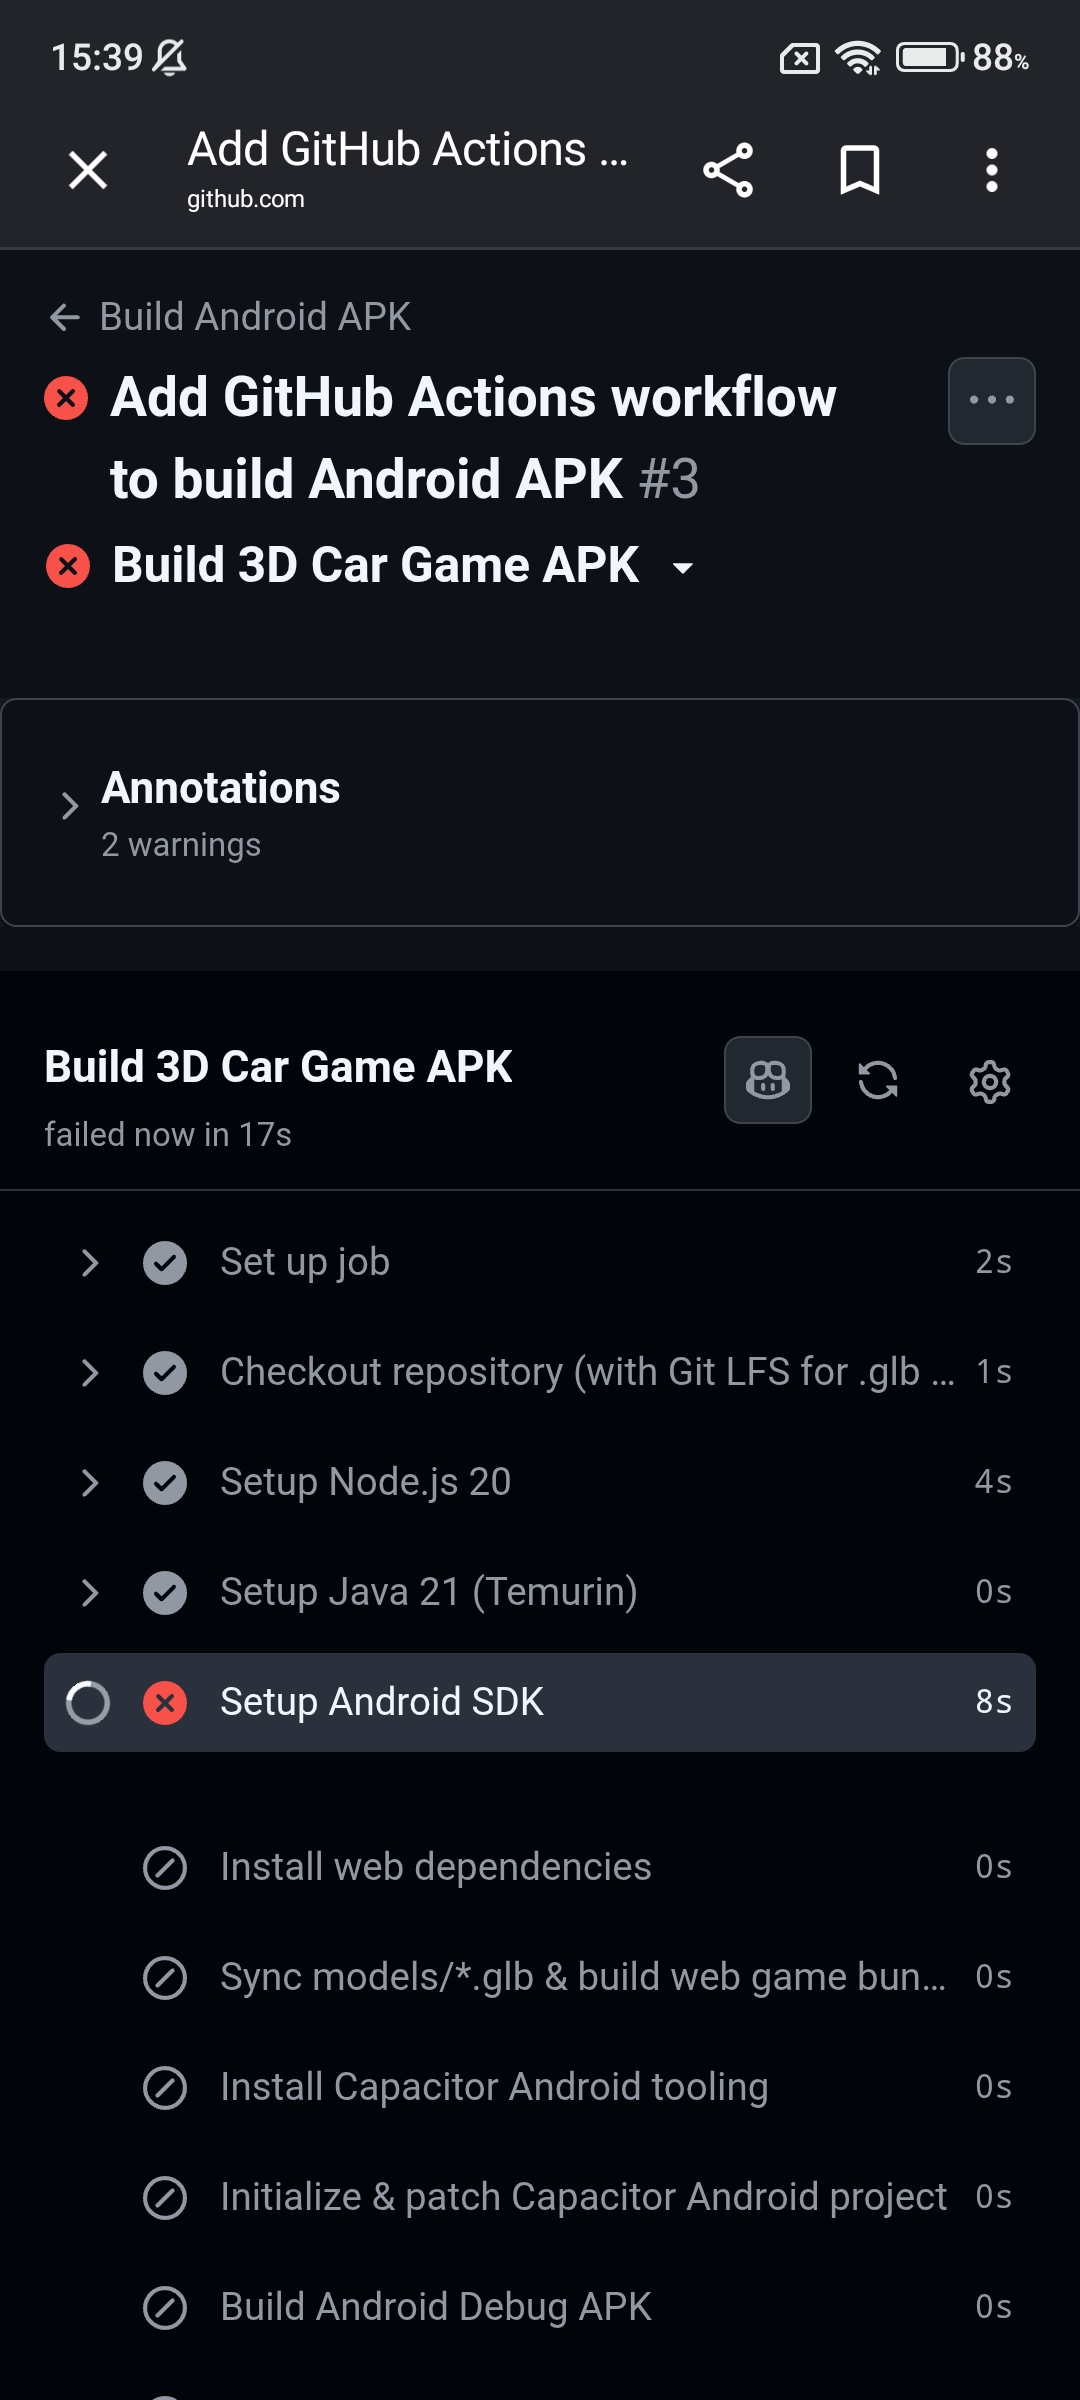 15:39
88%
Add GitHub Actions ...
github.com
Build Android APK
Add GitHub Actions workflow
to build Android APK #3
Build 3D Car Game APK
Annotations
2 warnings
Build 3D Car Game APK
failed now in 17s
Set up job 2s
Checkout repository (with Git LFS for .glb ... 1s
Setup Node.js 20 4s
Setup Java 21 (Temurin) 0s
Setup Android SDK 8s
Install web dependencies 0s
Sync models/*.glb & build web game bun... 0s
Install Capacitor Android tooling 0s
Initialize & patch Capacitor Android project 0s
Build Android Debug APK 0s